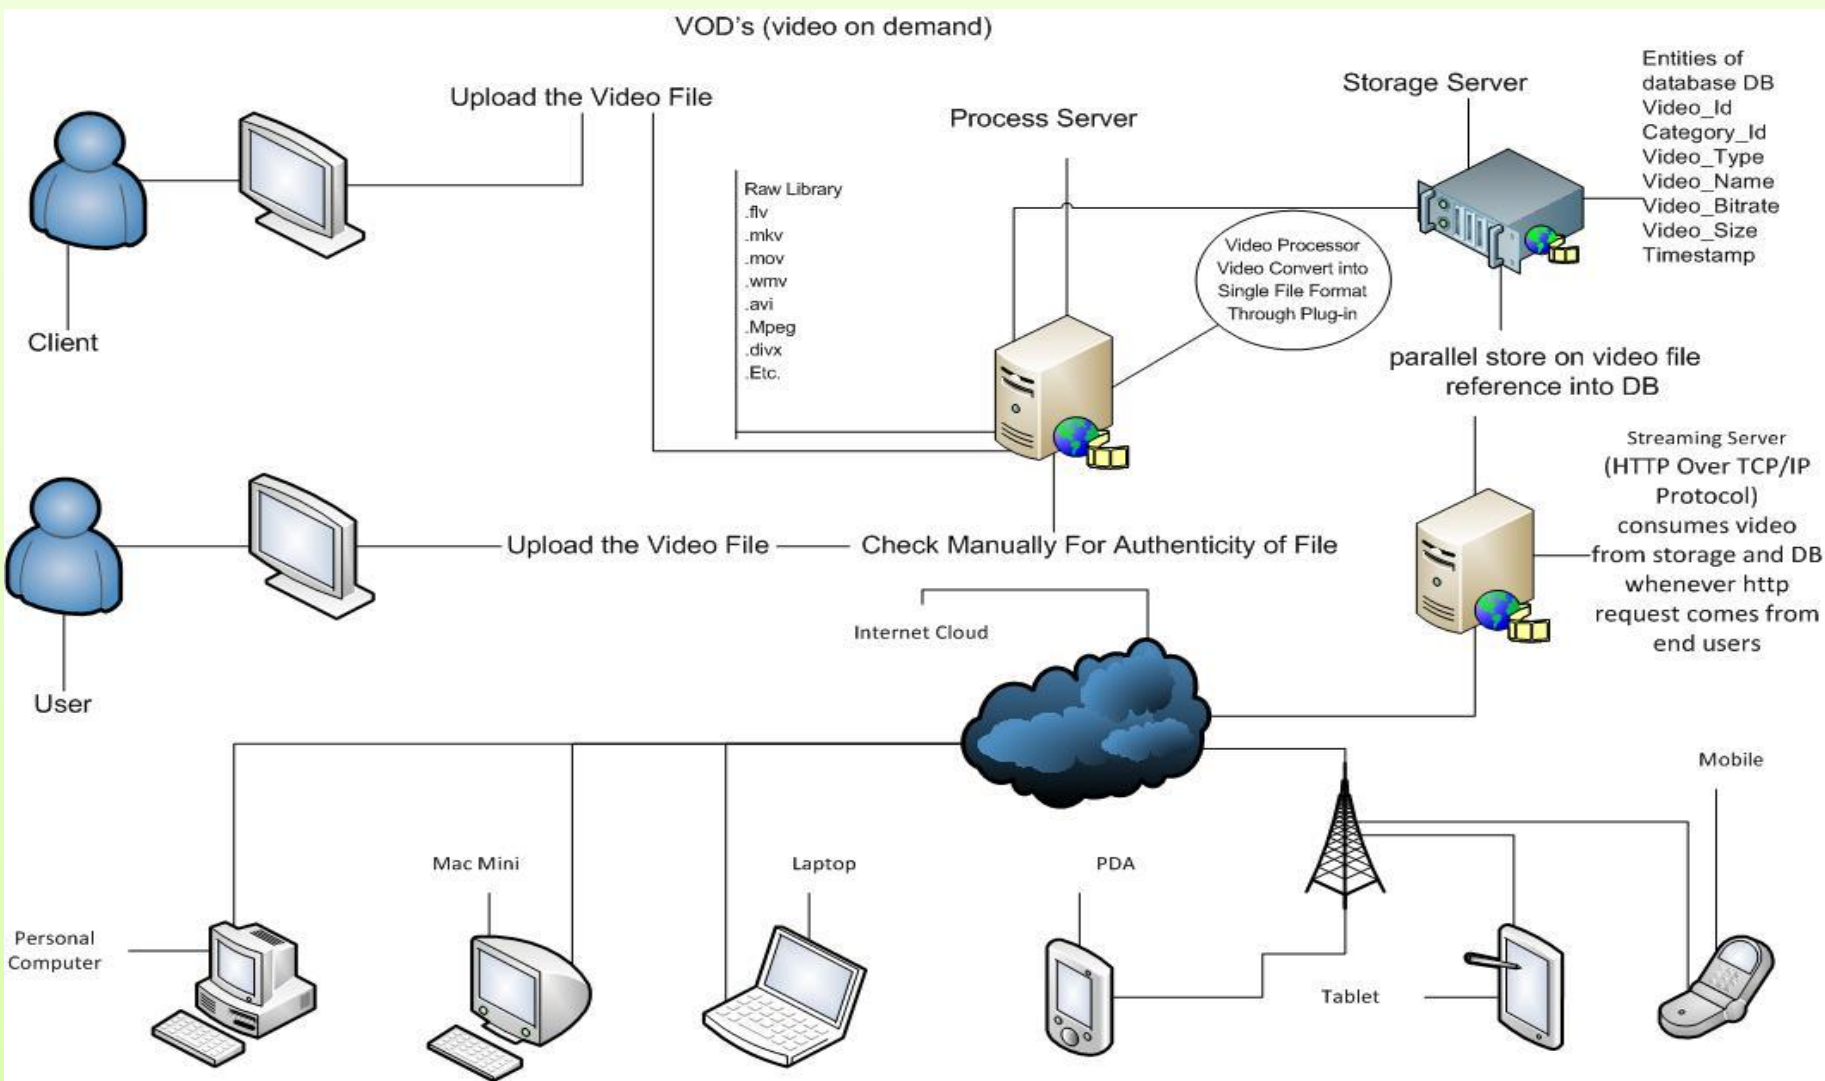 VOD's (video on demand)
Upload the Video File
Process Server
Storage Server
Entities of
database DB
Video_Id
Category_Id
Video_Type
Video_Name
Video_Bitrate
Video_Size
Timestamp
Raw Library
.flv
.mkv
.mov
.wmv
.avi
.Mpeg
.divx
.Etc.
Video Processor
Video Convert into
Single File Format
Through Plug-in
Client
parallel store on video file
reference into DB
Streaming Server
(HTTP Over TCP/IP
Protocol)
consumes video
from storage and DB
whenever http
request comes from
end users
Upload the Video File
Check Manually For Authenticity of File
Internet Cloud
User
Mobile
Mac Mini
Laptop
PDA
Personal
Computer
Tablet